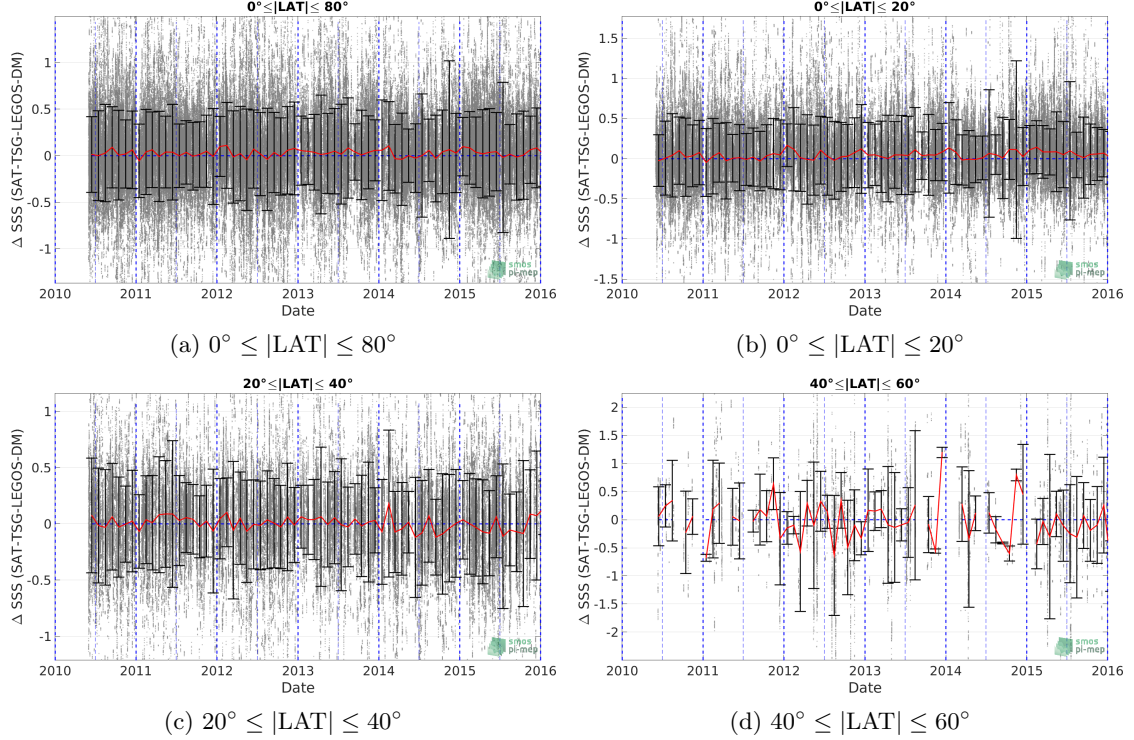 0°≤|LAT|≤ 80°
Δ SSS (SAT-TSG-LEGOS-DM)
1
0.5
0
-0.5
-1
2010 2011 2012 2013 2014 2015 2016
Date
smos
pi-mep
(a) 0° ≤ |LAT| ≤ 80°
0°≤|LAT|≤ 20°
Δ SSS (SAT-TSG-LEGOS-DM)
1.5
1
0.5
0
-0.5
-1
-1.5
2010 2011 2012 2013 2014 2015 2016
Date
smos
pi-mep
(b) 0° ≤ |LAT| ≤ 20°
20°≤|LAT|≤ 40°
Δ SSS (SAT-TSG-LEGOS-DM)
1
0.5
0
-0.5
-1
2010 2011 2012 2013 2014 2015 2016
Date
smos
pi-mep
(c) 20° ≤ |LAT| ≤ 40°
40°≤|LAT|≤ 60°
Δ SSS (SAT-TSG-LEGOS-DM)
2
1.5
1
0.5
0
-0.5
-1
-1.5
-2
2010 2011 2012 2013 2014 2015 2016
Date
smos
pi-mep
(d) 40° ≤ |LAT| ≤ 60°